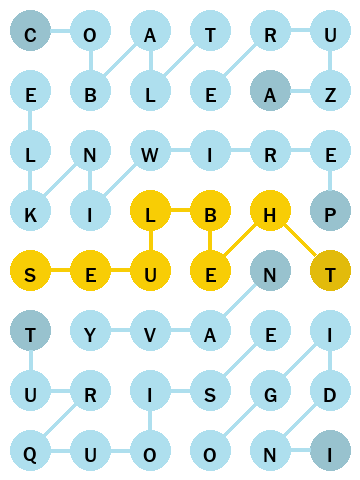 C O A T R U
E B L E A Z
L N W I R E
K I L B H P
S E U E N T
T Y V A E I
U R I S G D
Q U O O N I